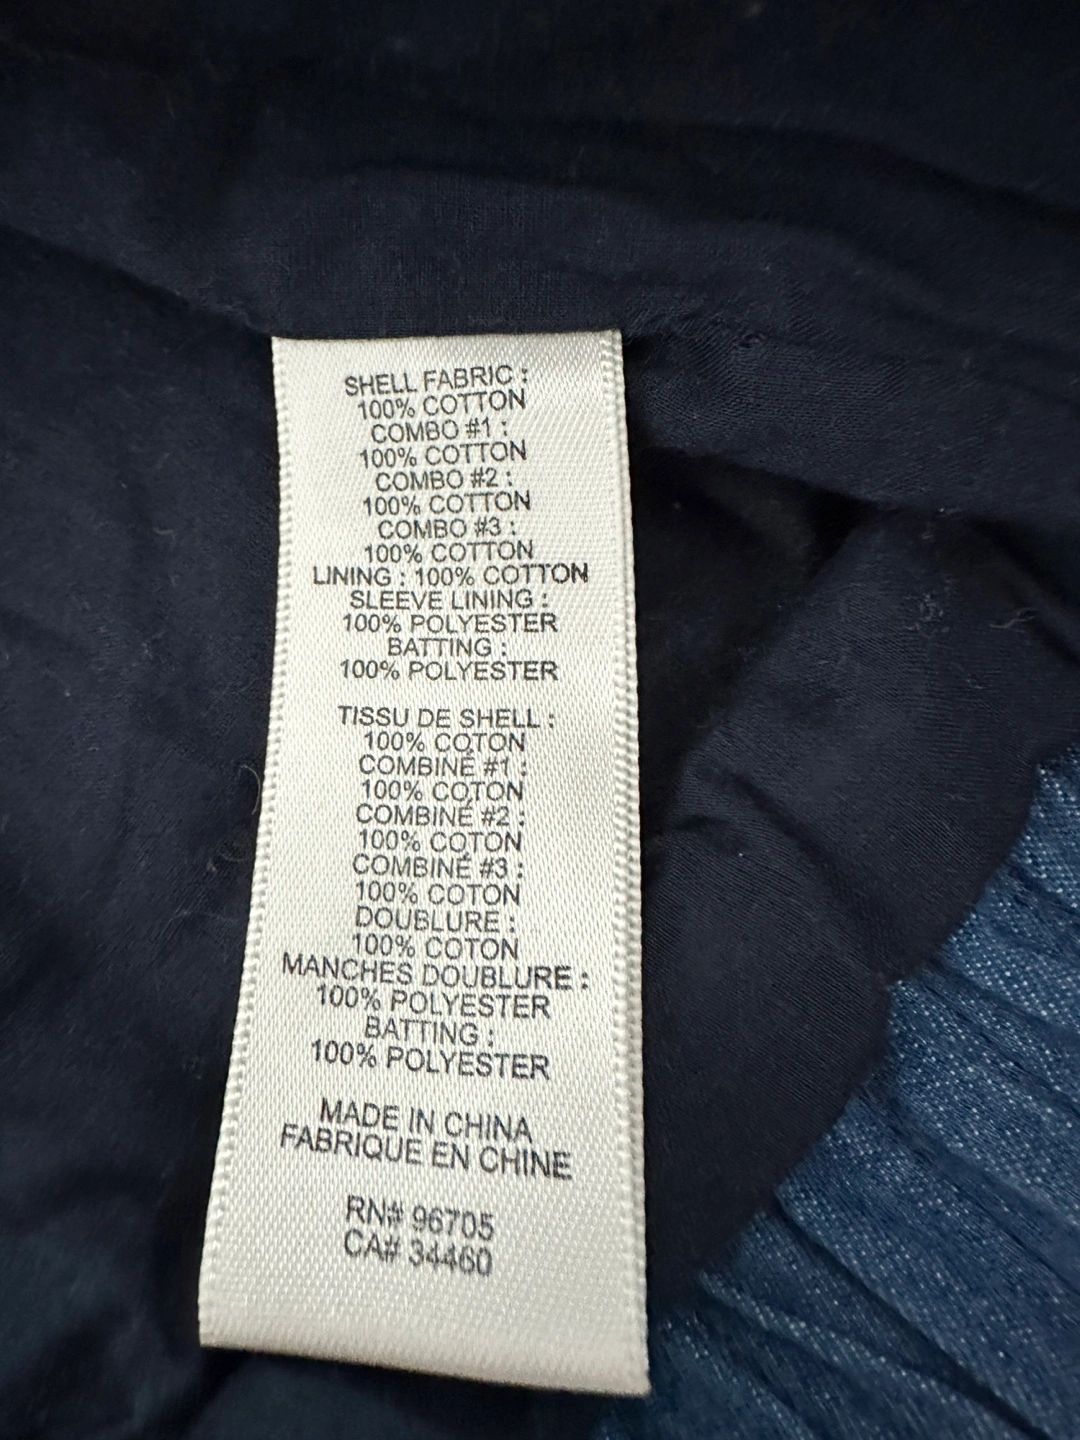 SHELL FABRIC :
100% COTTON
COMBO #1 :
100% COTTON
COMBO #2 :
100% COTTON
COMBO #3 :
100% COTTON
LINING : 100% COTTON
SLEEVE LINING :
100% POLYESTER
BATTING :
100% POLYESTER
TISSU DE SHELL :
100% COTON
COMBINÉ #1 :
100% COTON
COMBINÉ #2 :
100% COTON
COMBINÉ #3 :
100% COTON
DOUBLURE :
100% COTON
MANCHES DOUBLURE :
100% POLYESTER
BATTING :
100% POLYESTER
MADE IN CHINA
FABRIQUE EN CHINE
RN# 96705
CA# 34460